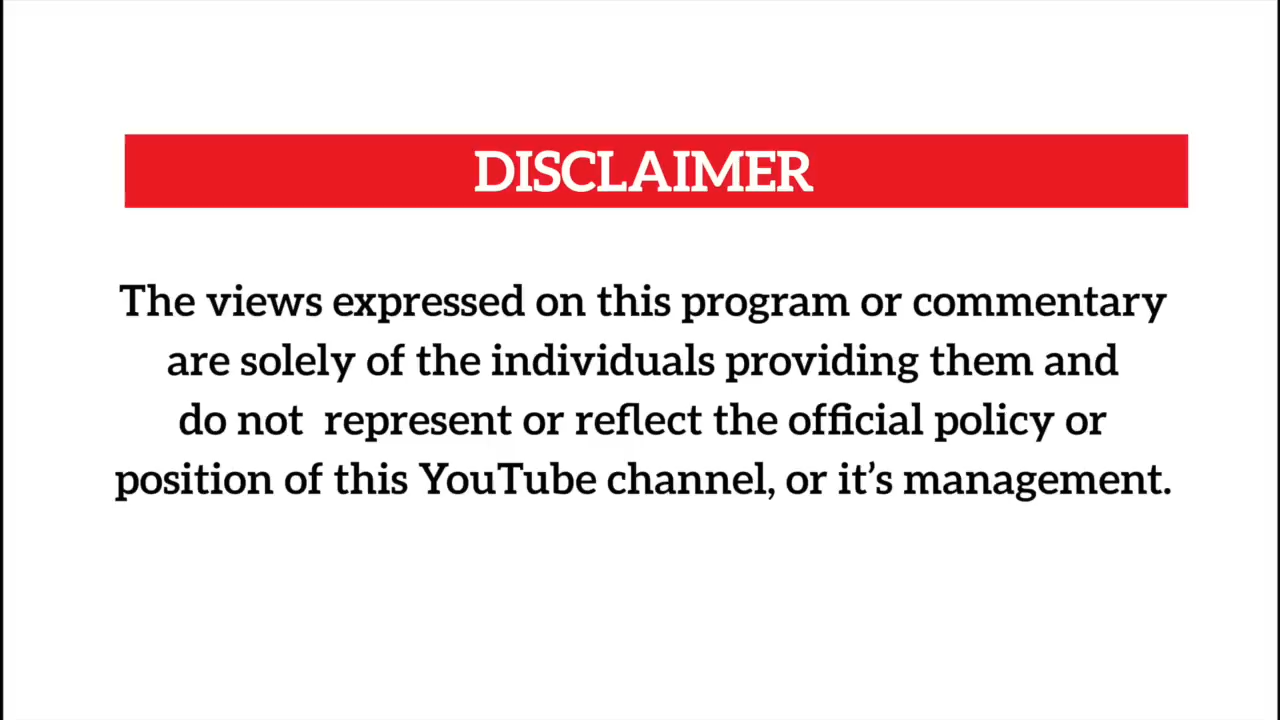 DISCLAIMER
The views expressed on this program or commentary
are solely of the individuals providing them and
do not  represent or reflect the official policy or
position of this YouTube channel, or it’s management.